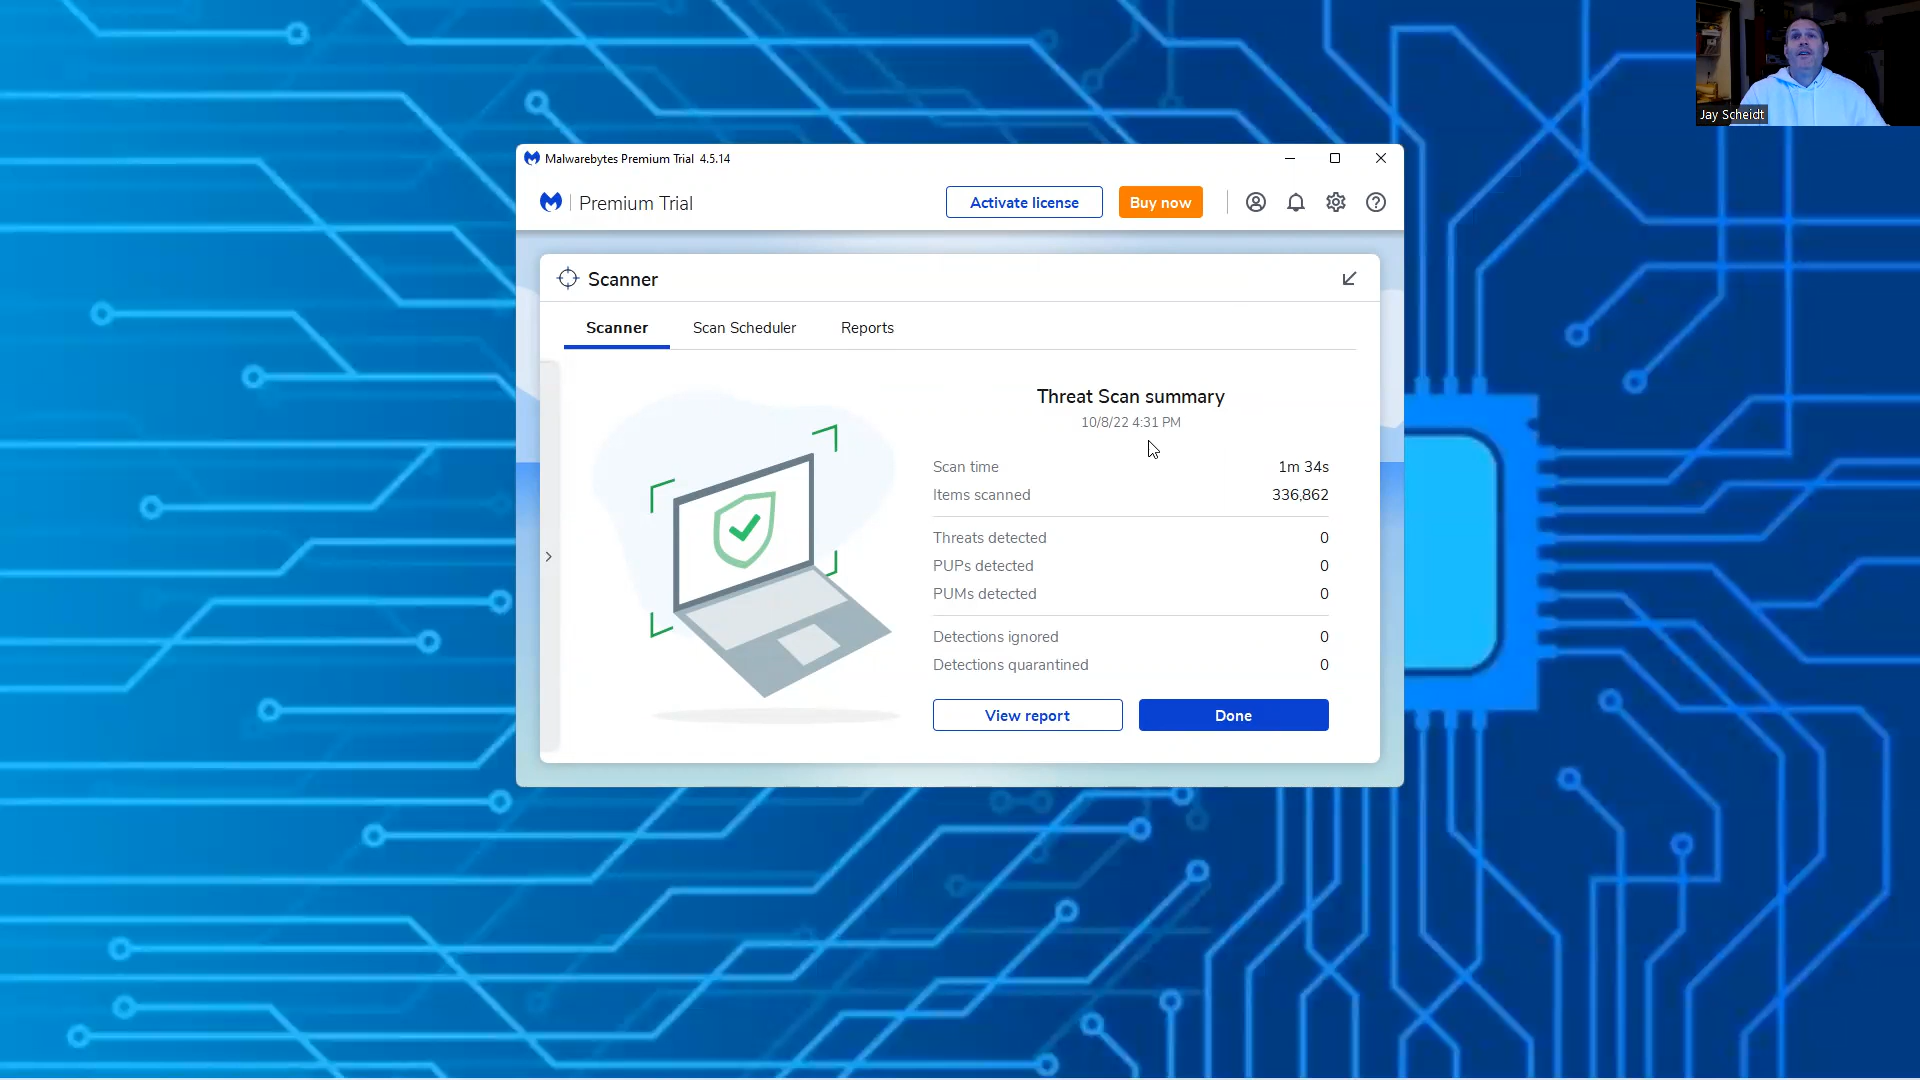 Jay Scheidt
Malwarebytes Premium Trial 4.5.14
Premium Trial
Activate license
Buy now
Scanner
Scanner
Scan Scheduler
Reports
Threat Scan summary
10/8/22 4:31 PM
Scan time 1m 34s
Items scanned 336,862
Threats detected 0
PUPs detected 0
PUMs detected 0
Detections ignored 0
Detections quarantined 0
View report
Done